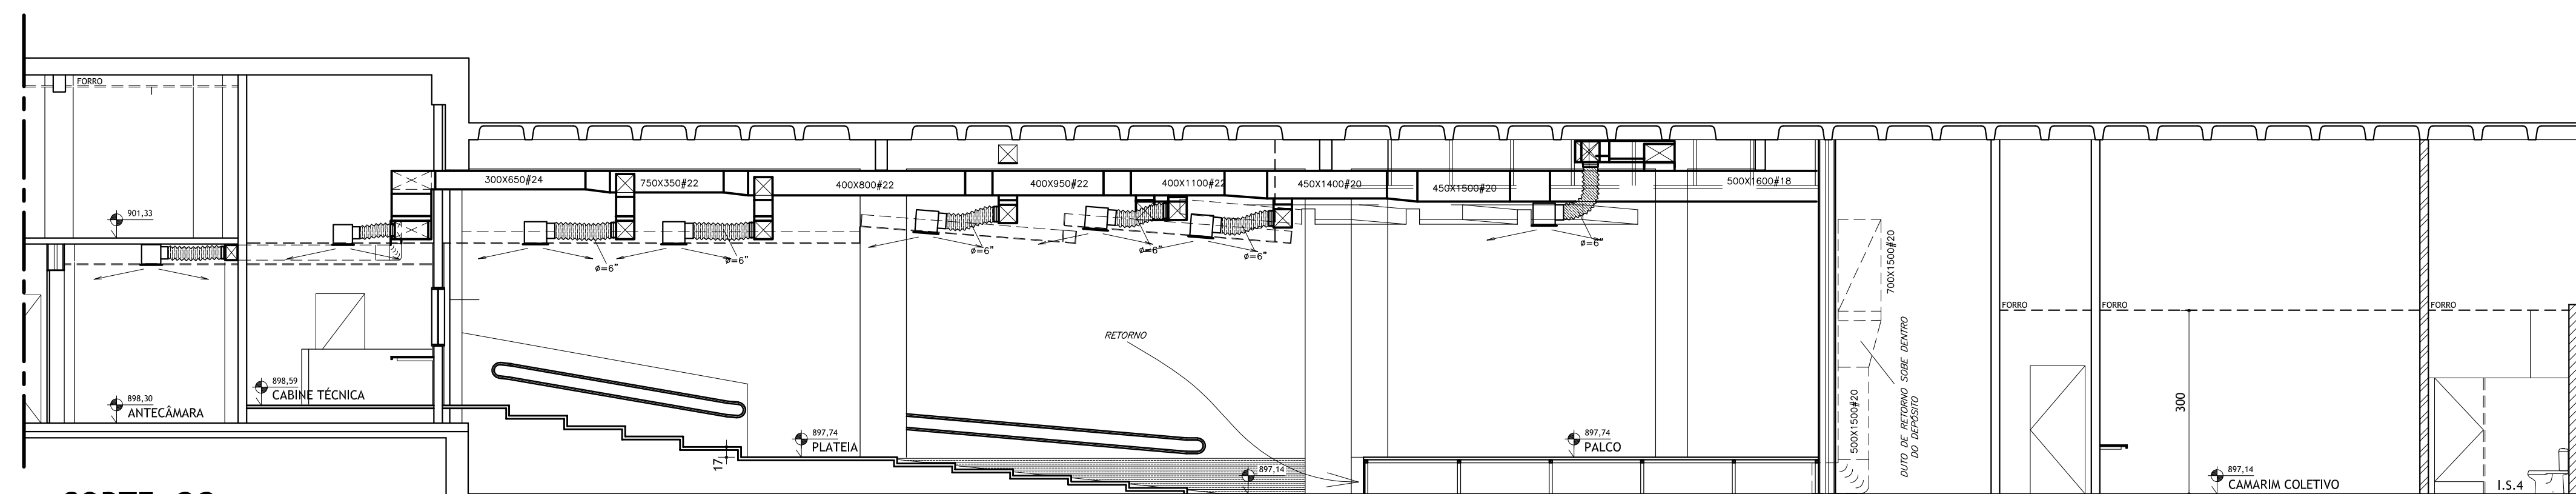 FORRO
901,33
300X650#24
750X350#22
400X800#22
400X950#22
400X1100#22
450X1400#20
450X1500#20
500X1600#18
ø=6"
ø=6"
ø=6"
ø=6"
ø=6"
ø=6"
700X1500#20
FORRO
FORRO
FORRO
RETORNO
DUTO DE RETORNO SOBE DENTRO
DO DEPÓSITO
500X1500#20
300
898,59
CABINE TÉCNICA
898,30
ANTECÂMARA
897,74
PLATEIA
17
897,14
897,74
PALCO
897,14
CAMARIM COLETIVO
I.S.4